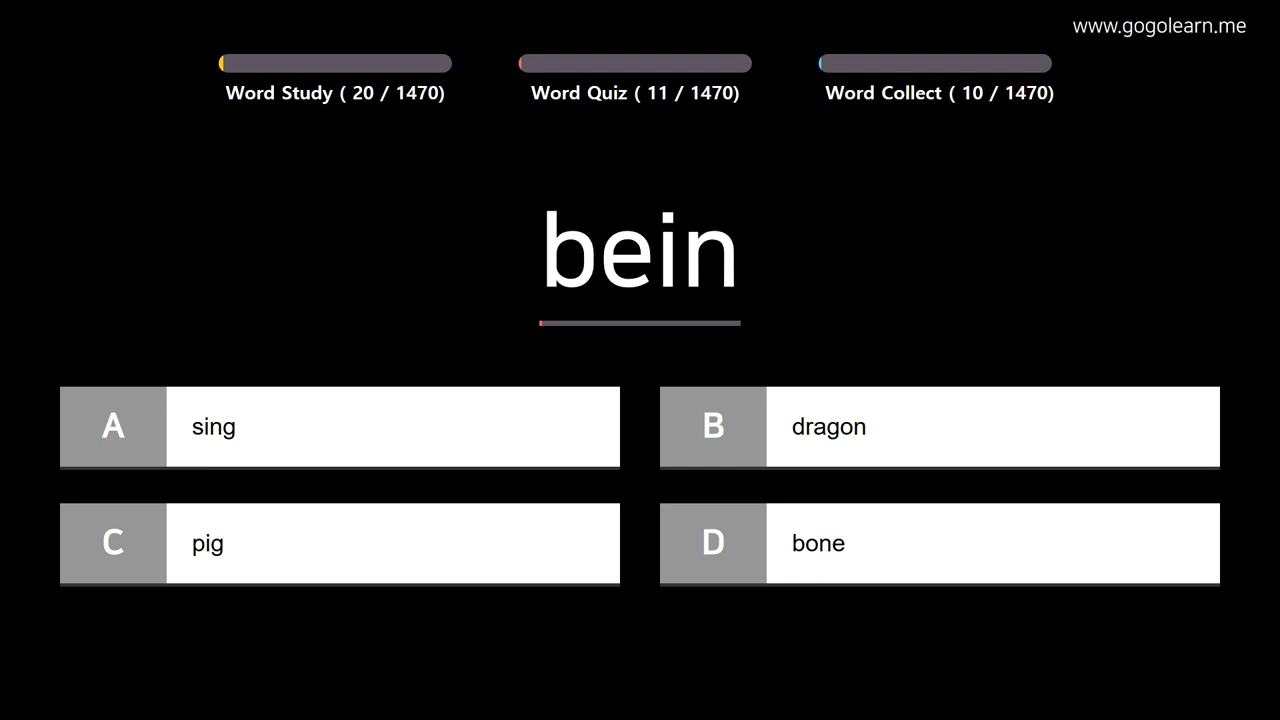 www.gogolearn.me
Word Study ( 20 / 1470)
Word Quiz ( 11 / 1470)
Word Collect ( 10 / 1470)
bein
A sing
B dragon
C pig
D bone